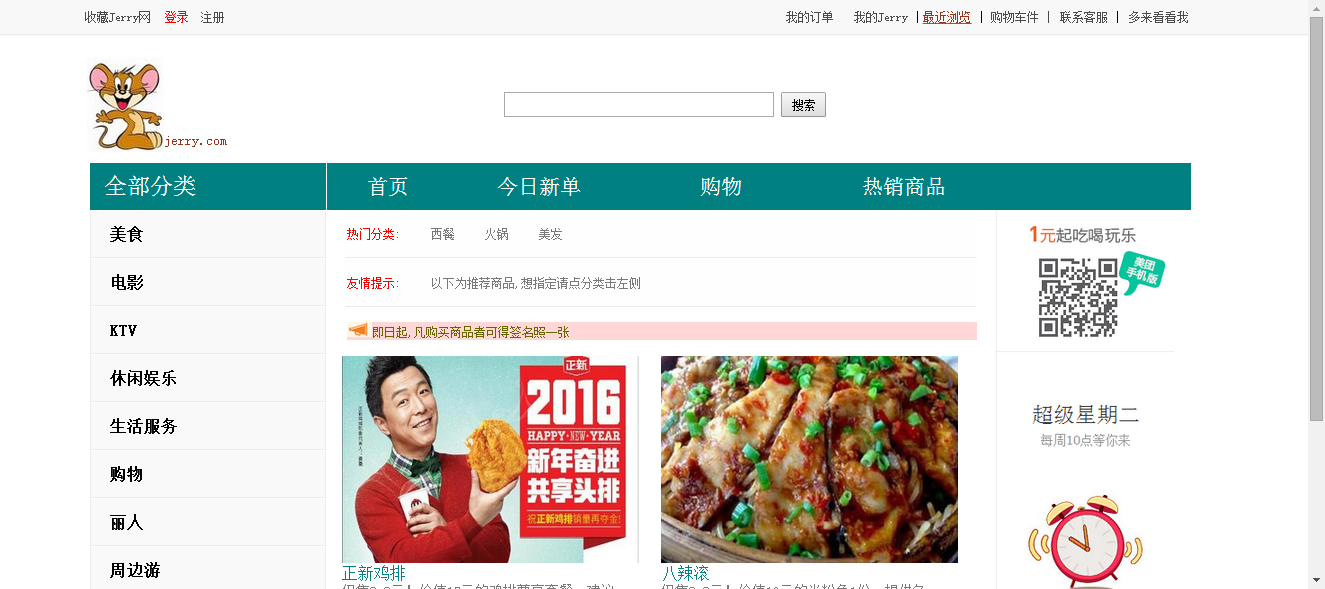 收藏Jerry网 登录 注册 我的订单 我的Jerry | 最近浏览 | 购物车件 | 联系客服 | 多来看看我
搜索
jerry.com
全部分类 首页 今日新单 购物 热销商品
美食
电影
KTV
休闲娱乐
生活服务
购物
丽人
周边游
热门分类: 西餐 火锅 美发
友情提示: 以下为推荐商品,想指定请点分类击左侧
即日起,凡购买商品者可得签名照一张
正新
2016
HAPPY·NEW·YEAR
新年奋进
共享头排
祝正新鸡排销量再夺金!
正新鸡排
八辣滚
1元起吃喝玩乐
美团
手机版
超级星期二
每周10点等你来